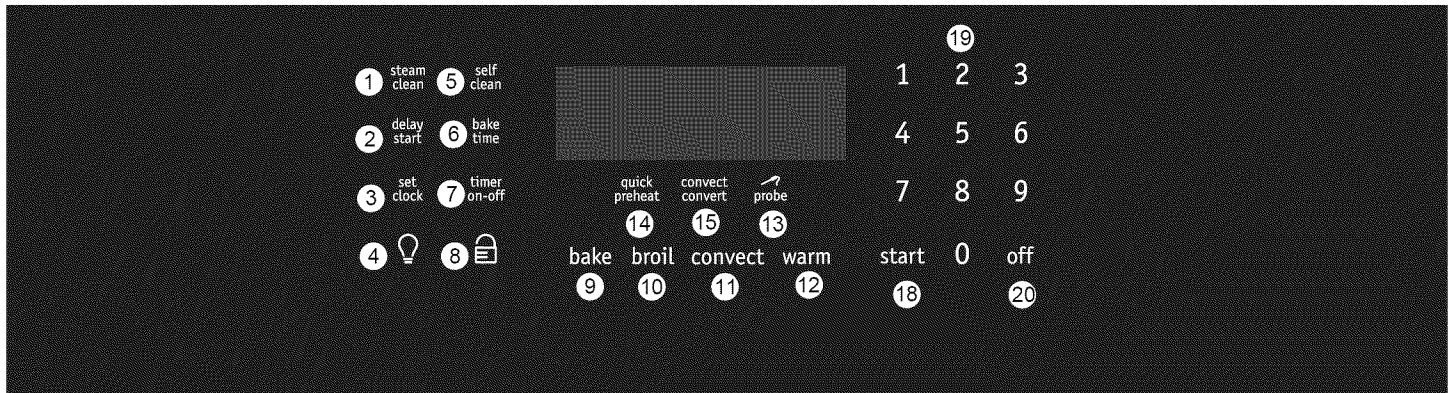 19
1 steam clean 5 self clean
1 2 3
2 delay start 6 bake time
4 5 6
3 set clock 7 timer on-off
quick preheat convect convert probe
7 8 9
14 15 13
4 8
bake broil convect warm
start 0 off
9 10 11 12
18 20